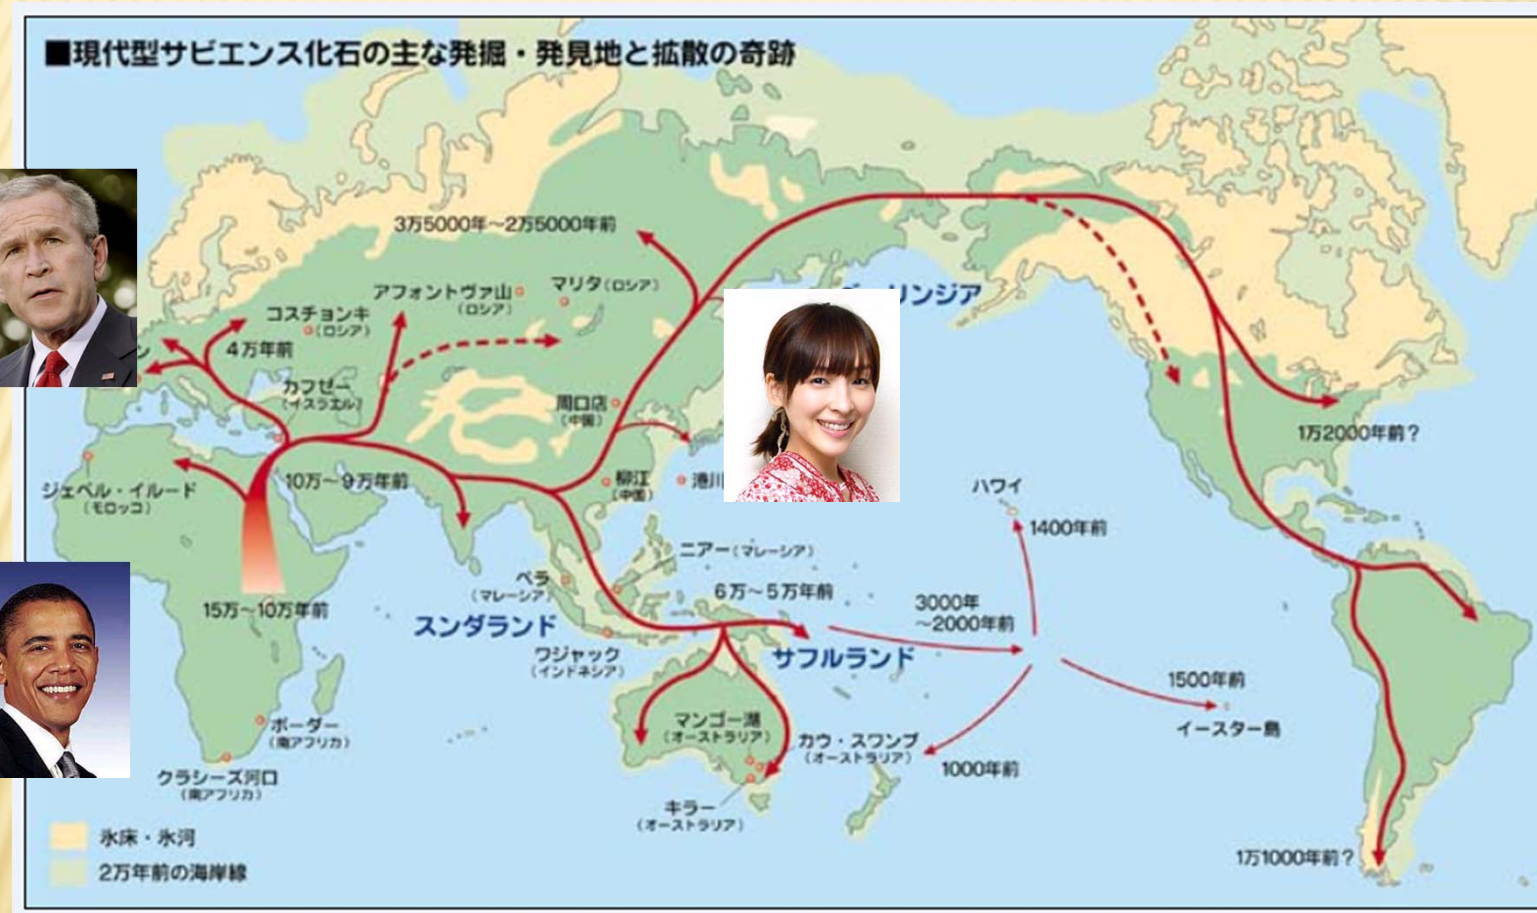 ■現代型サピエンス化石の主な発掘・発見地と拡散の奇跡
3万5000年～2万5000年前
アフォントヴァ山
(ロシア)
マリタ(ロシア)
リンジア
コスチョンキ
(ロシア)
ン
4万年前
カフゼー
(イスラエル)
周口店
(中国)
1万2000年前？
ジェベル・イルード
(モロッコ)
10万～9万年前
柳江
(中国)
港川
ハワイ
1400年前
ニアー(マレーシア)
ペラ
(マレーシア)
6万～5万年前
15万～10万年前
3000年
～2000年前
スンダランド
ワジャック
(インドネシア)
サフルランド
1500年前
イースター島
ボーダー
(南アフリカ)
マンゴー湖
(オーストラリア)
カウ・スワンプ
(オーストラリア)
1000年前
クラシーズ河口
(南アフリカ)
キラー
(オーストラリア)
氷床・氷河
2万年前の海岸線
1万1000年前？